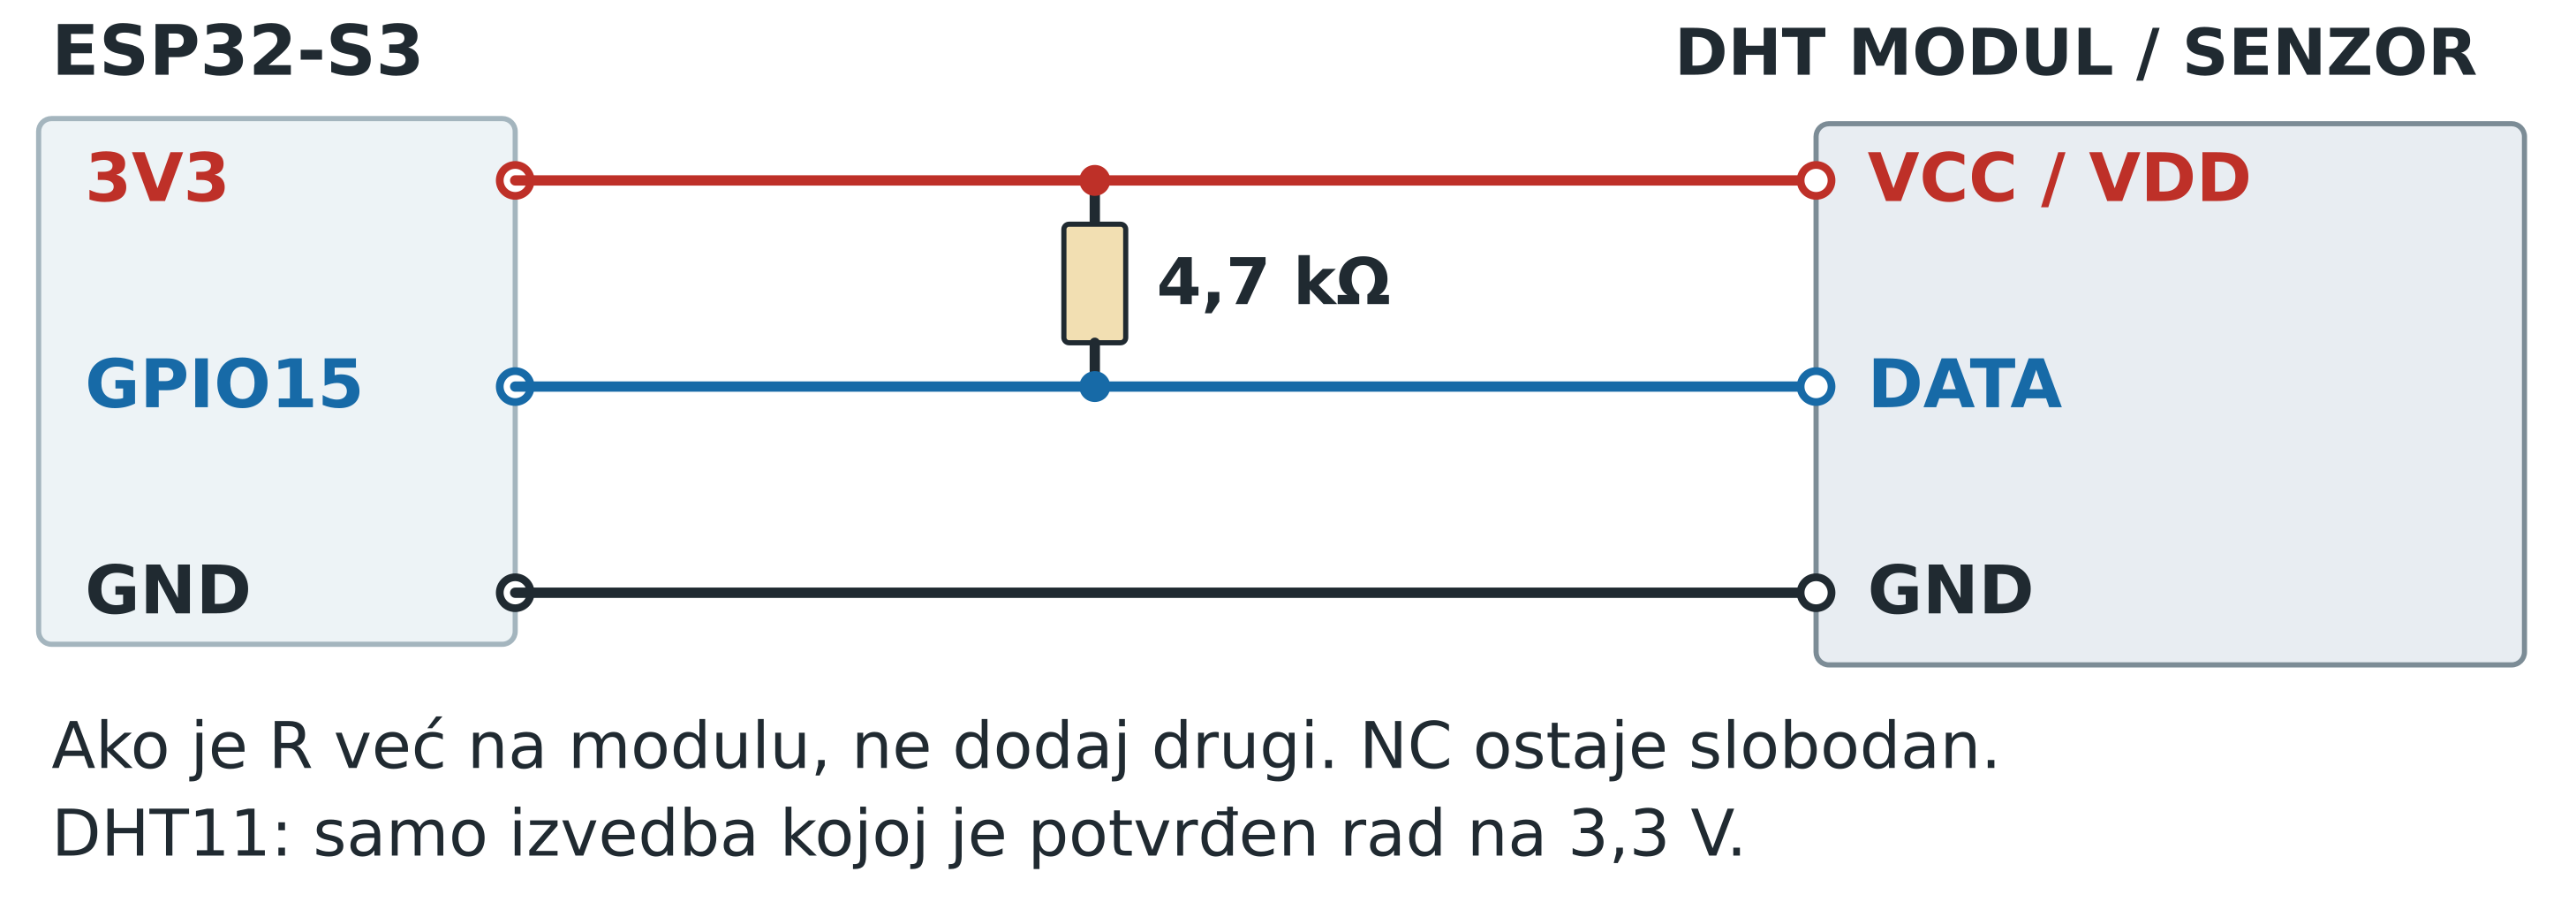 ESP32-S3
DHT MODUL / SENZOR
3V3
VCC / VDD
4,7 kΩ
GPIO15
DATA
GND
GND
Ako je R već na modulu, ne dodaj drugi. NC ostaje slobodan.
DHT11: samo izvedba kojoj je potvrđen rad na 3,3 V.